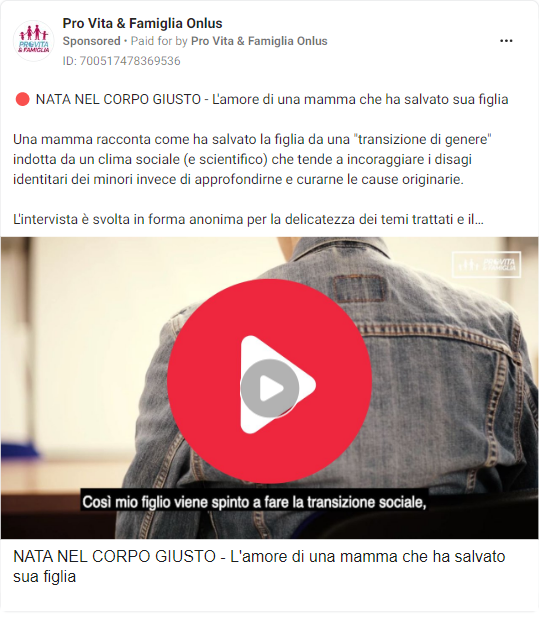 Pro Vita & Famiglia Onlus
Sponsored • Paid for by Pro Vita & Famiglia Onlus
ID: 700517478369536
PROVITA
& FAMIGLIA
🔴 NATA NEL CORPO GIUSTO - L'amore di una mamma che ha salvato sua figlia
Una mamma racconta come ha salvato la figlia da una "transizione di genere"
indotta da un clima sociale (e scientifico) che tende a incoraggiare i disagi
identitari dei minori invece di approfondirne e curarne le cause originarie.
L'intervista è svolta in forma anonima per la delicatezza dei temi trattati e il...
PROVITA
& FAMIGLIA
Così mio figlio viene spinto a fare la transizione sociale,
NATA NEL CORPO GIUSTO - L'amore di una mamma che ha salvato
sua figlia